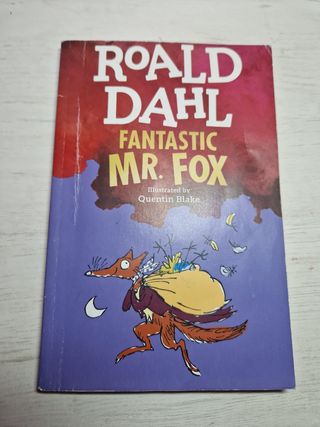 ROALD
DAHL
FANTASTIC
MR. FOX
Illustrated by
Quentin Blake